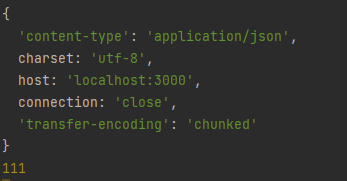 {
  'content-type': 'application/json',
  charset: 'utf-8',
  host: 'localhost:3000',
  connection: 'close',
  'transfer-encoding': 'chunked'
}
111